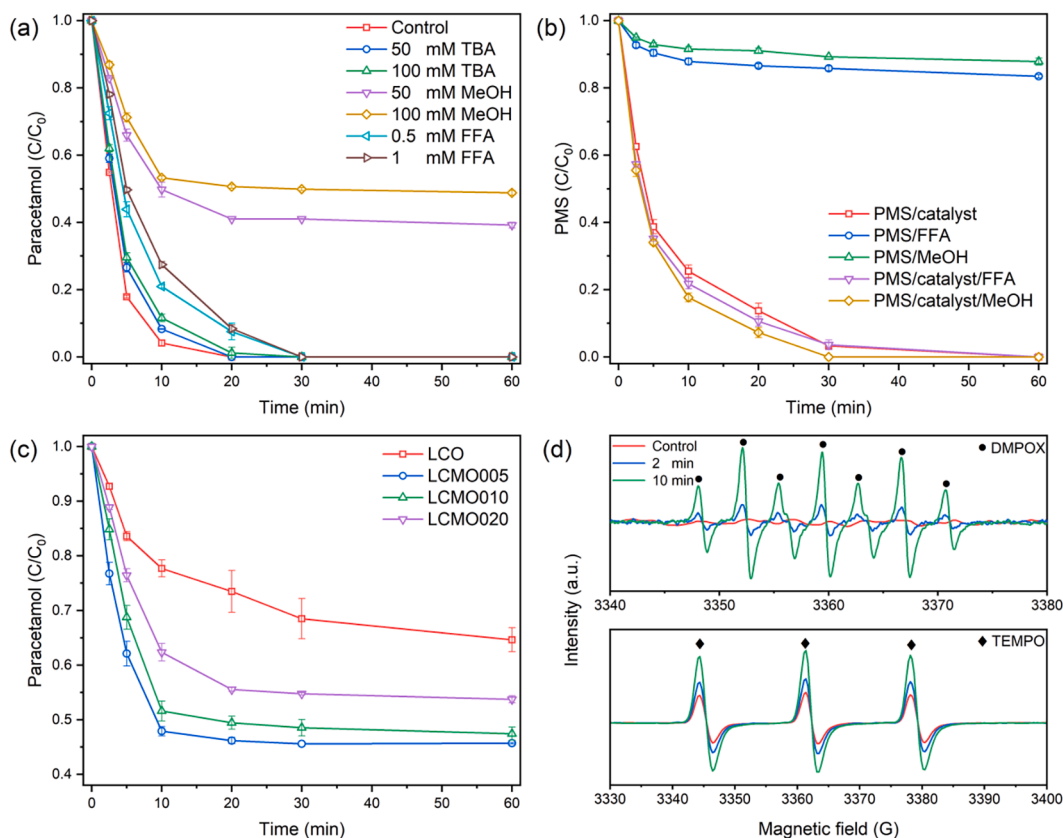 (a)
Control
50 mM TBA
100 mM TBA
50 mM MeOH
100 mM MeOH
0.5 mM FFA
1 mM FFA
Paracetamol (C/C₀)
1.0
0.8
0.6
0.4
0.2
0.0
0 10 20 30 40 50 60
Time (min)
(b)
PMS/catalyst
PMS/FFA
PMS/MeOH
PMS/catalyst/FFA
PMS/catalyst/MeOH
PMS (C/C₀)
1.0
0.8
0.6
0.4
0.2
0.0
0 10 20 30 40 50 60
Time (min)
(c)
LCO
LCMO005
LCMO010
LCMO020
Paracetamol (C/C₀)
1.0
0.9
0.8
0.7
0.6
0.5
0.4
0 10 20 30 40 50 60
Time (min)
(d)
Control
2 min
10 min
DMPOX
3340 3350 3360 3370 3380
Intensity (a.u.)
TEMPO
3330 3340 3350 3360 3370 3380 3390 3400
Magnetic field (G)